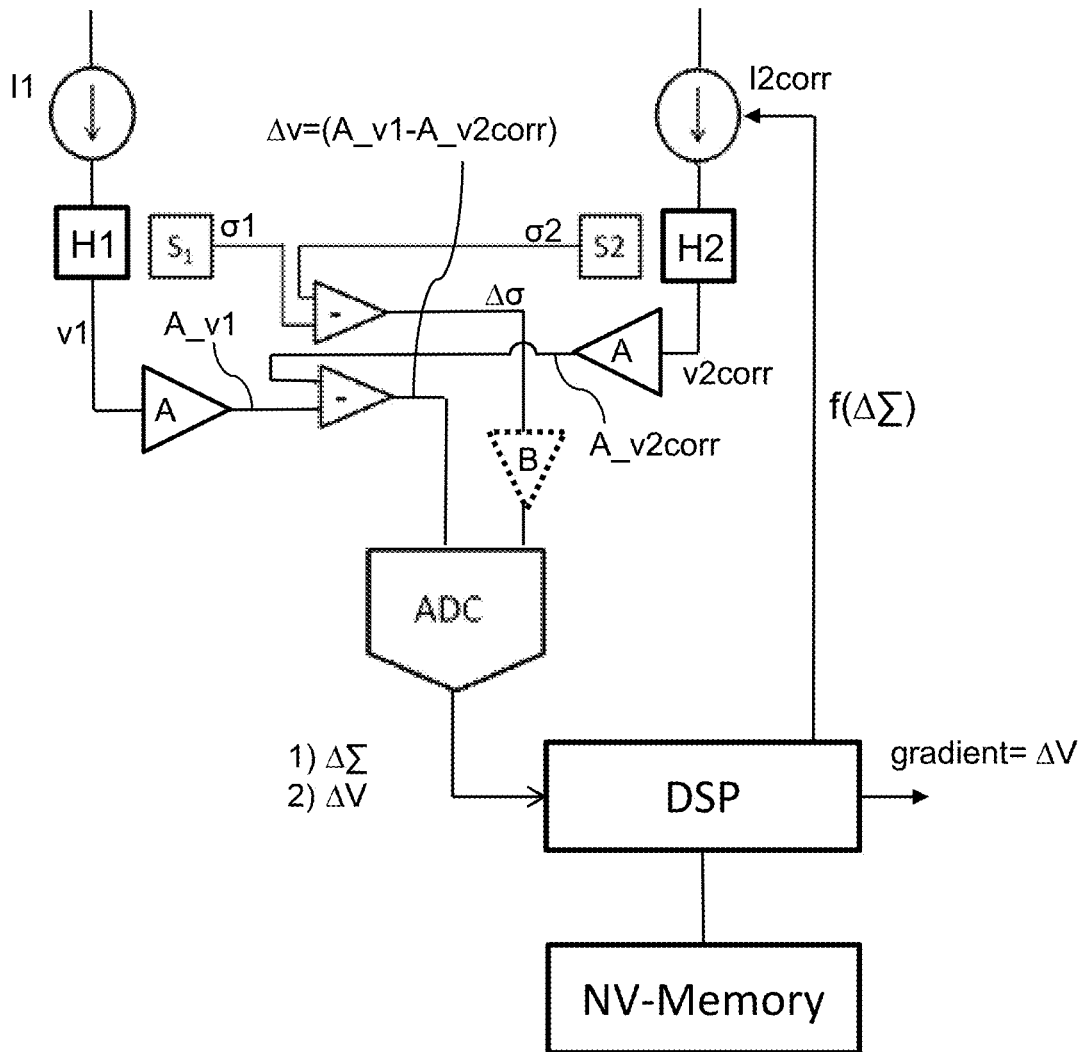 I1
I2corr
Δv=(A_v1-A_v2corr)
H1
S₁
σ1
σ2
S2
H2
-
Δσ
v1
A_v1
A
-
A
v2corr
A_v2corr
B
f(Δ∑)
ADC
1) Δ∑
2) ΔV
DSP
gradient= ΔV
NV-Memory